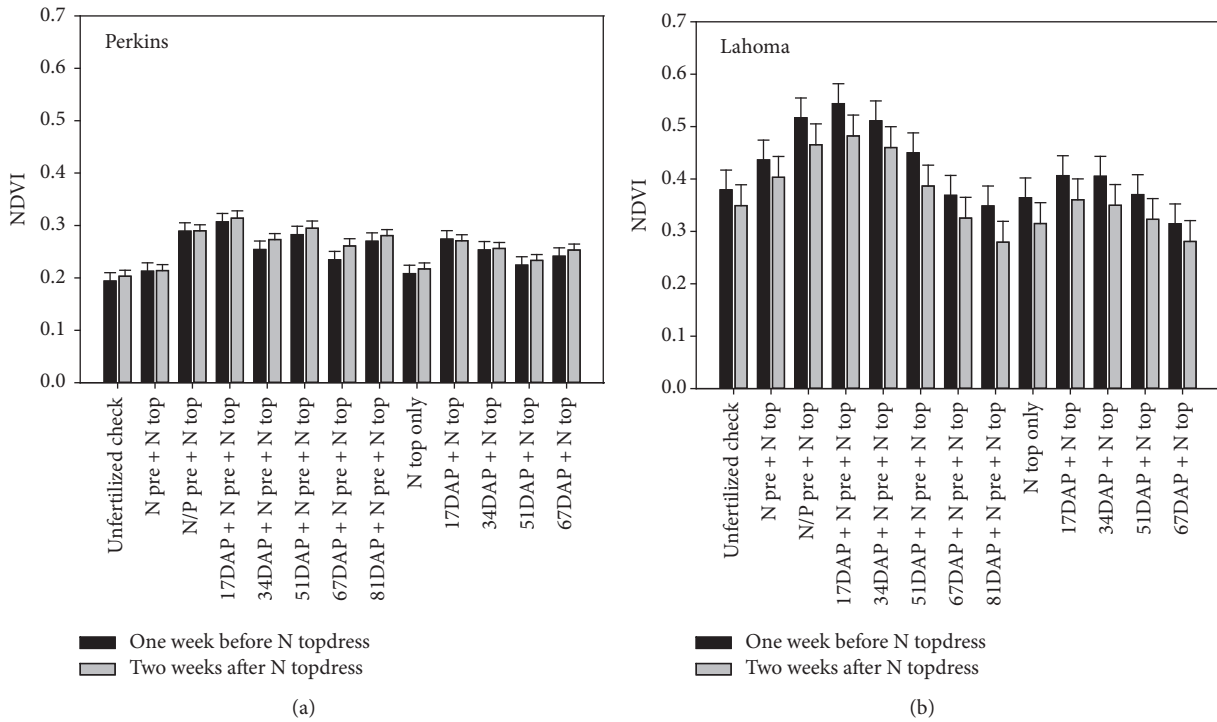 Perkins
NDVI
0.7
0.6
0.5
0.4
0.3
0.2
0.1
0.0
Unfertilized check
N pre + N top
N/P pre + N top
17DAP + N pre + N top
34DAP + N pre + N top
51DAP + N pre + N top
67DAP + N pre + N top
81DAP + N pre + N top
N top only
17DAP + N top
34DAP + N top
51DAP + N top
67DAP + N top
One week before N topdress
Two weeks after N topdress
(a)
Lahoma
NDVI
0.7
0.6
0.5
0.4
0.3
0.2
0.1
0.0
Unfertilized check
N pre + N top
N/P pre + N top
17DAP + N pre + N top
34DAP + N pre + N top
51DAP + N pre + N top
67DAP + N pre + N top
81DAP + N pre + N top
N top only
17DAP + N top
34DAP + N top
51DAP + N top
67DAP + N top
One week before N topdress
Two weeks after N topdress
(b)